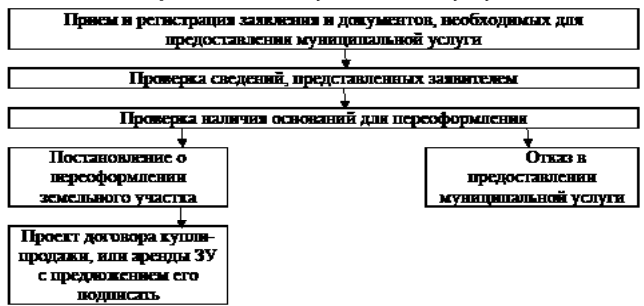 Прием и регистрация заявления и документов, необходимых для
предоставления муниципальной услуги
Проверка сведений, представленных заявителем
Проверка наличия оснований для переоформления
Постановление о
переоформлении
земельного участка
Отказ в
предоставлении
муниципальной услуги
Проект договора купли-
продажи, или аренды ЗУ
с предложением его
подписать